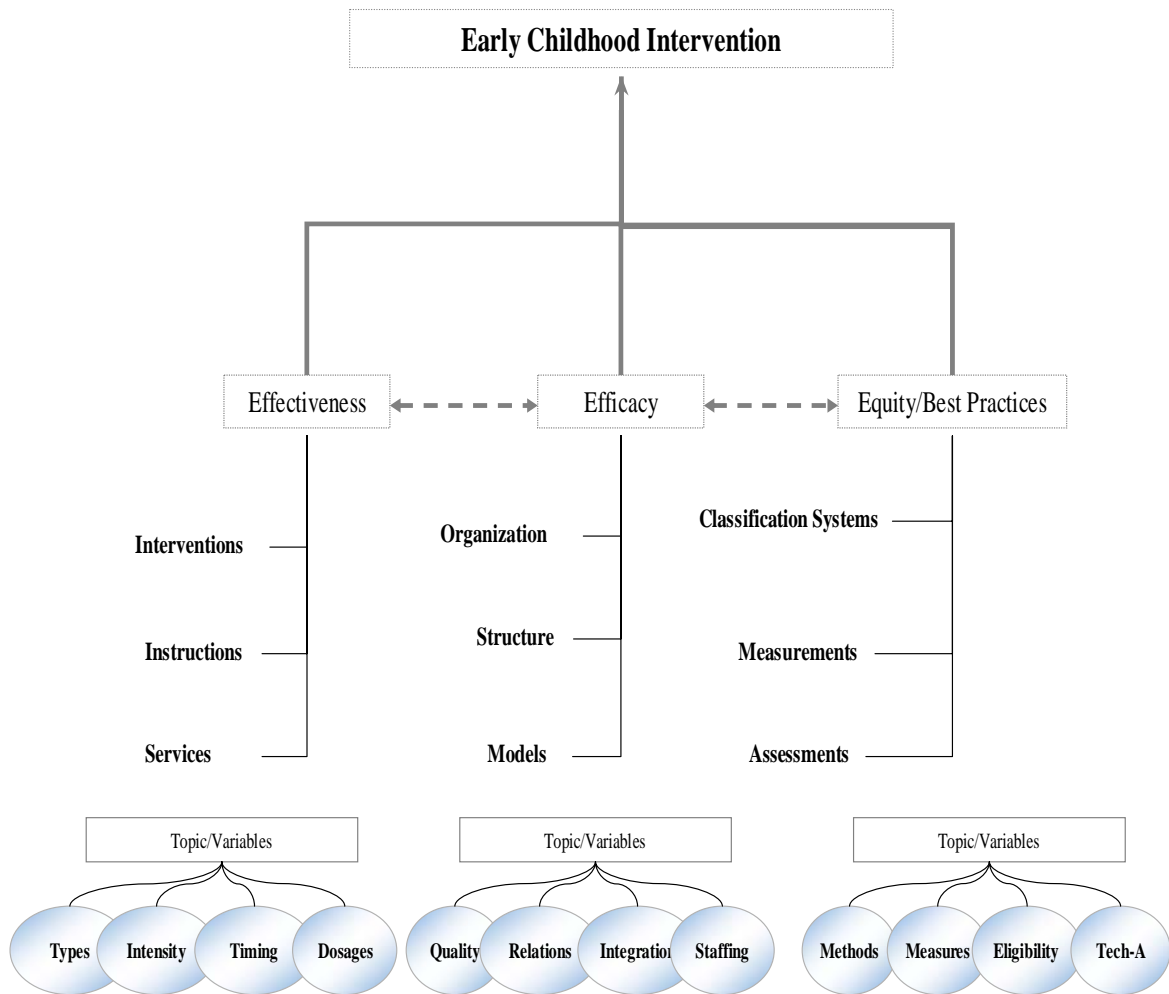 Early Childhood Intervention
Effectiveness
Efficacy
Equity/Best Practices
Interventions
Instructions
Services
Organization
Structure
Models
Classification Systems
Measurements
Assessments
Topic/Variables
Types
Intensity
Timing
Dosages
Topic/Variables
Quality
Relations
Integration
Staffing
Topic/Variables
Methods
Measures
Eligibility
Tech-A